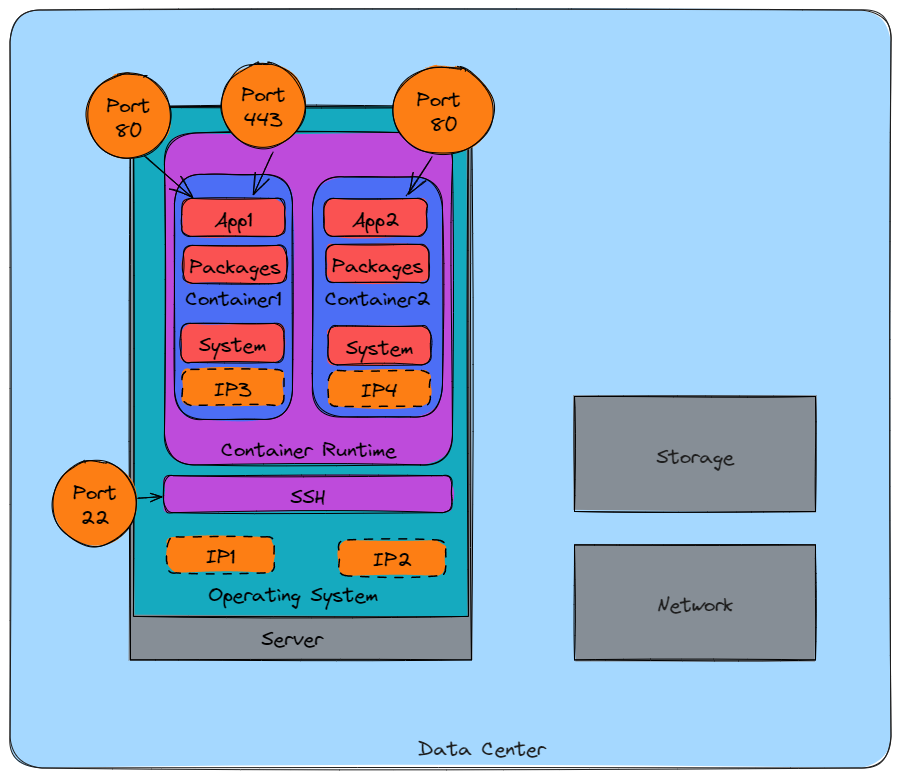 Port
80
Port
443
Port
80
App1
App2
Packages
Packages
Container1
Container2
System
System
IP3
IP4
Container Runtime
Storage
Port
22
SSH
IP1
IP2
Operating System
Network
Server
Data Center